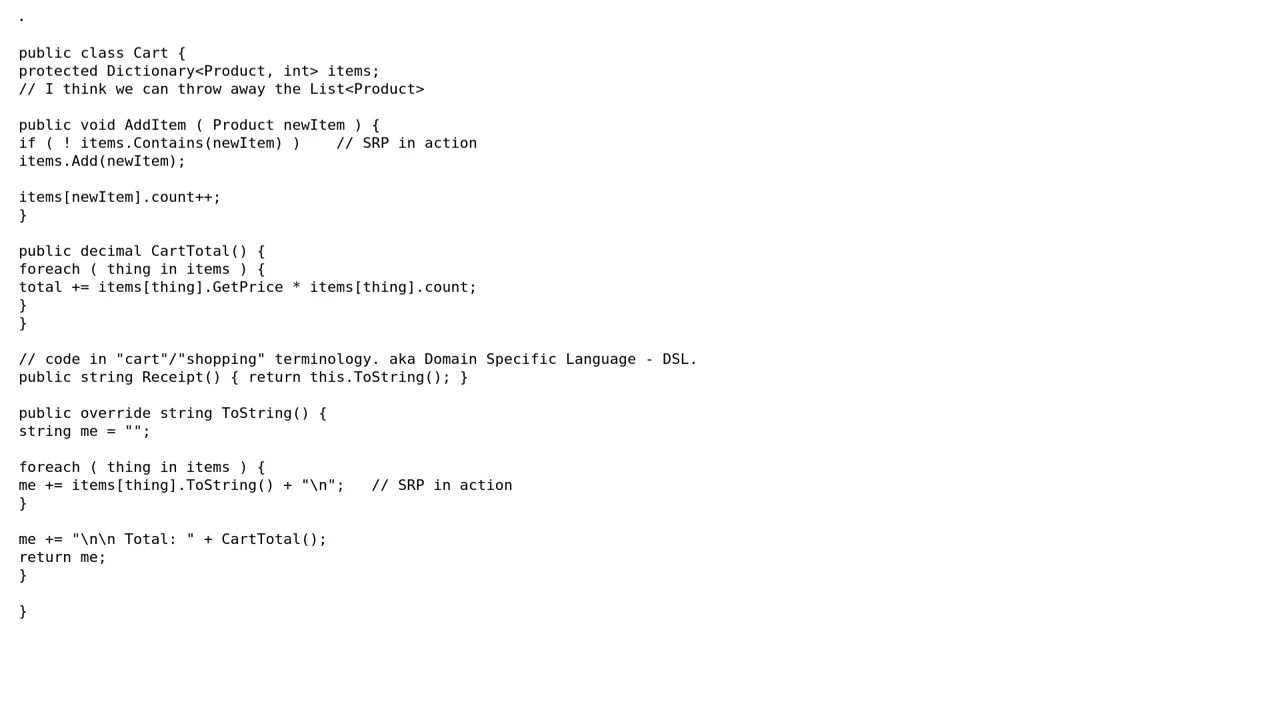 .
public class Cart {
protected Dictionary<Product, int> items;
// I think we can throw away the List<Product>
public void AddItem ( Product newItem ) {
if ( ! items.Contains(newItem) )    // SRP in action
items.Add(newItem);
items[newItem].count++;
}
public decimal CartTotal() {
foreach ( thing in items ) {
total += items[thing].GetPrice * items[thing].count;
}
}
// code in "cart"/"shopping" terminology. aka Domain Specific Language - DSL.
public string Receipt() { return this.ToString(); }
public override string ToString() {
string me = "";
foreach ( thing in items ) {
me += items[thing].ToString() + "\n";   // SRP in action
}
me += "\n\n Total: " + CartTotal();
return me;
}
}